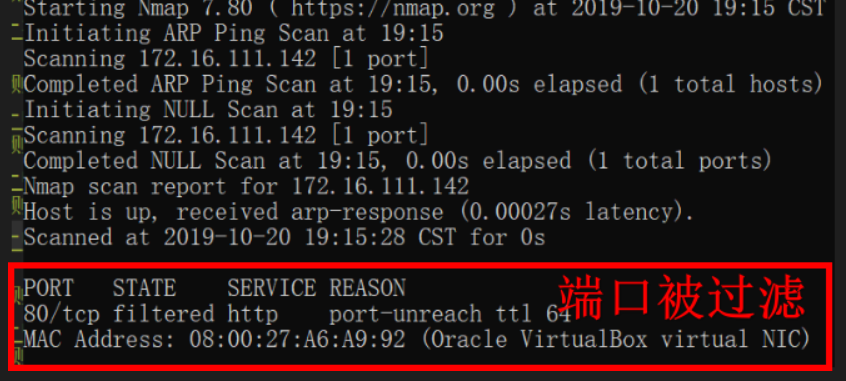 Starting Nmap 7.80 ( https://nmap.org ) at 2019-10-20 19:15 CST
Initiating ARP Ping Scan at 19:15
Scanning 172.16.111.142 [1 port]
Completed ARP Ping Scan at 19:15, 0.00s elapsed (1 total hosts)
Initiating NULL Scan at 19:15
Scanning 172.16.111.142 [1 port]
Completed NULL Scan at 19:15, 0.00s elapsed (1 total ports)
Nmap scan report for 172.16.111.142
Host is up, received arp-response (0.00027s latency).
Scanned at 2019-10-20 19:15:28 CST for 0s
PORT STATE SERVICE REASON
端口被过滤
80/tcp filtered http port-unreach ttl 64
MAC Address: 08:00:27:A6:A9:92 (Oracle VirtualBox virtual NIC)